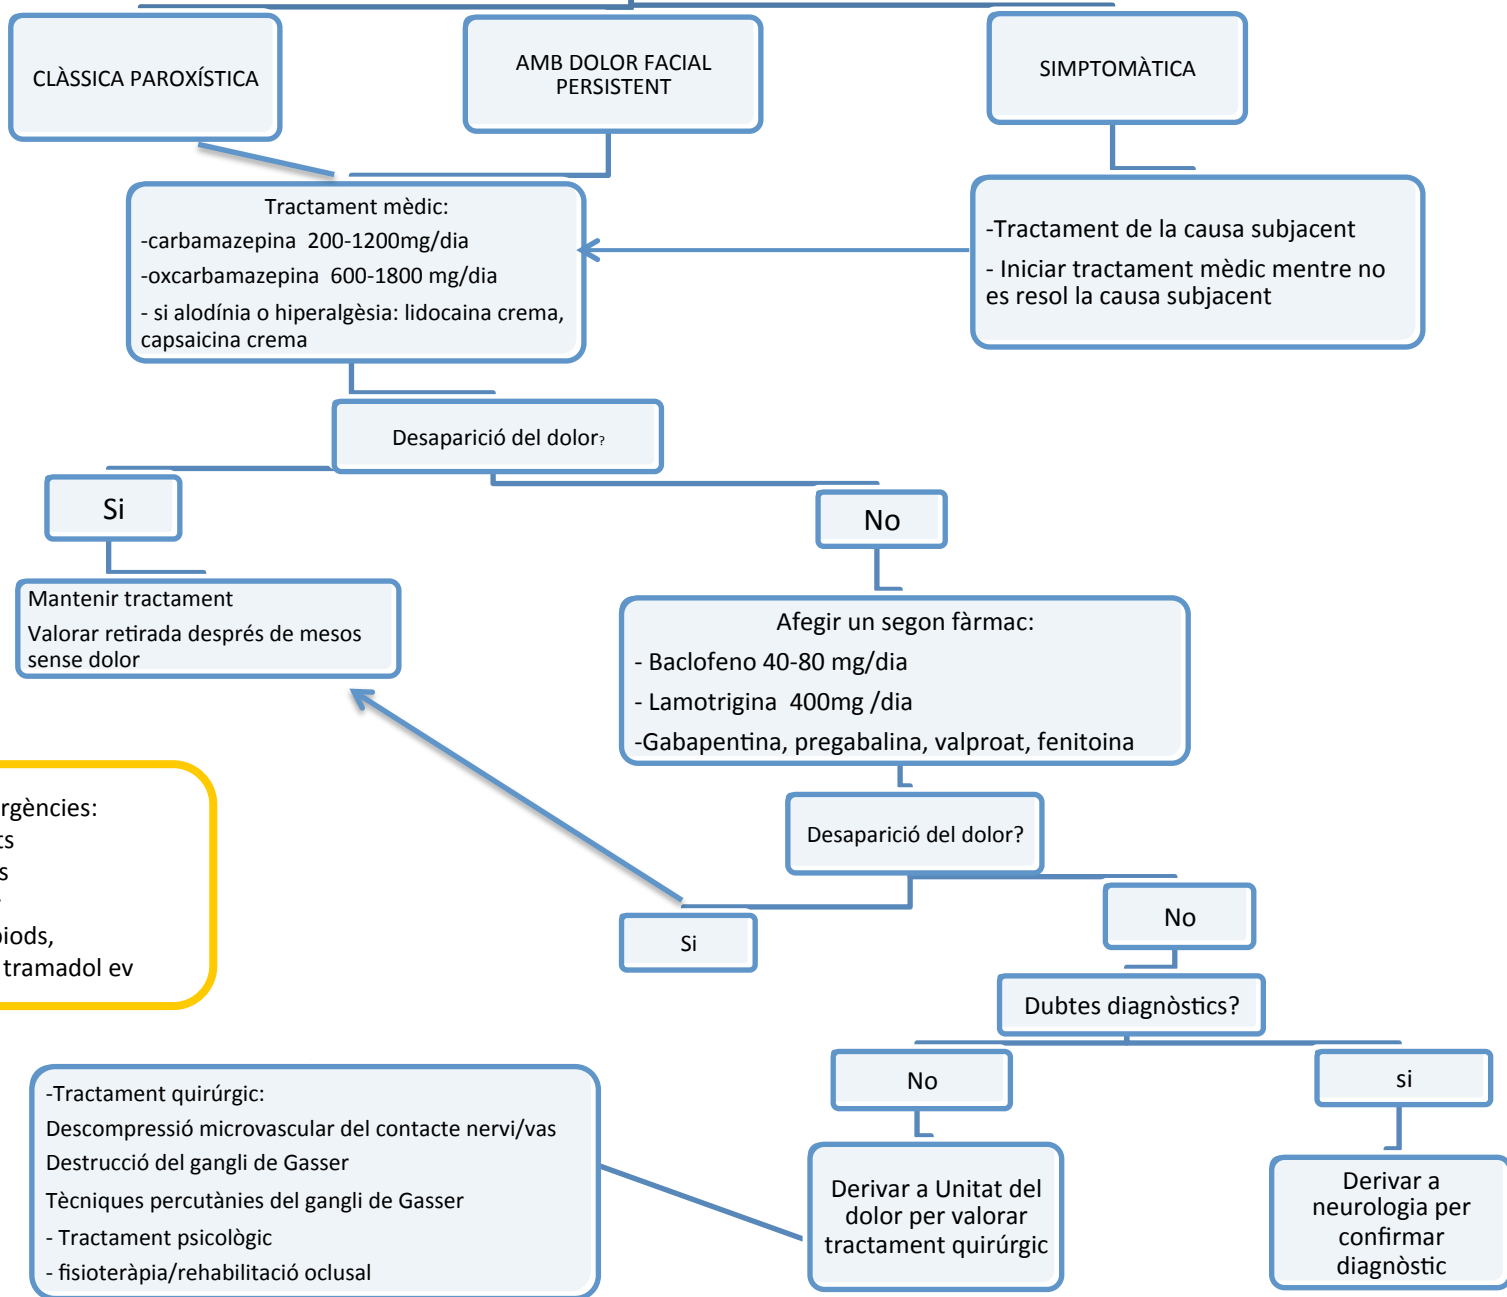 CLÀSSICA PAROXÍSTICA
AMB DOLOR FACIAL
PERSISTENT
SIMPTOMÀTICA
Tractament mèdic:
-carbamazepina  200-1200mg/dia
-oxcarbamazepina  600-1800 mg/dia
- si alodínia o hiperalgèsia: lidocaina crema,
capsaicina crema
-Tractament de la causa subjacent
- Iniciar tractament mèdic mentre no
es resol la causa subjacent
Desaparició del dolor?
Si
No
Mantenir tractament
Valorar retirada després de mesos
sense dolor
Afegir un segon fàrmac:
- Baclofeno 40-80 mg/dia
- Lamotrigina  400mg /dia
-Gabapentina, pregabalina, valproat, fenitoina
Desaparició del dolor?
Si
No
tramadol ev
Dubtes diagnòstics?
No
si
-Tractament quirúrgic:
Descompressió microvascular del contacte nervi/vas
Destrucció del gangli de Gasser
Tècniques percutànies del gangli de Gasser
- Tractament psicològic
- fisioteràpia/rehabilitació oclusal
Derivar a Unitat del
dolor per valorar
tractament quirúrgic
Derivar a
neurologia per
confirmar
diagnòstic